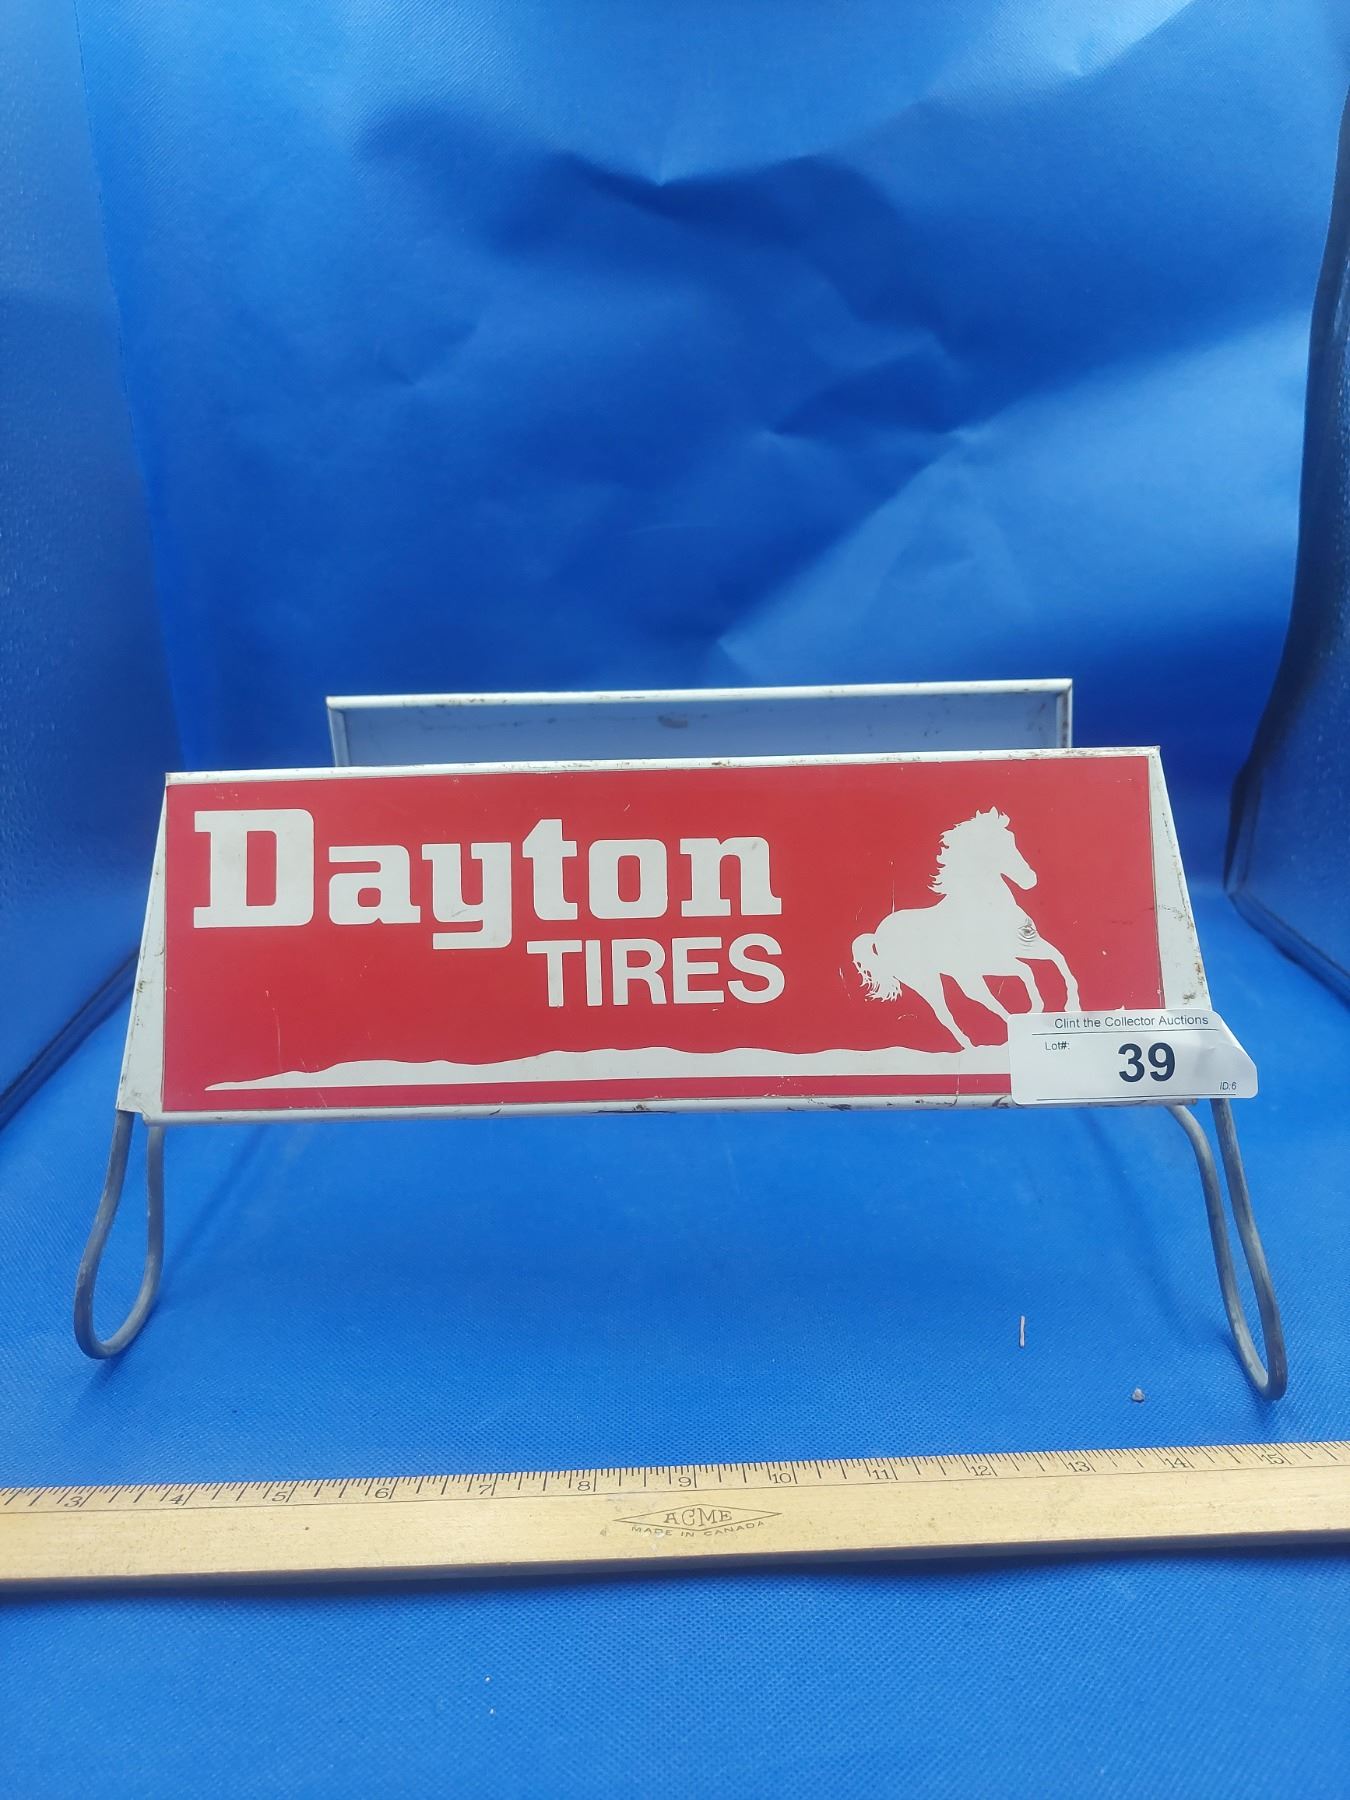 Dayton
TIRES
Clint the Collector Auctions
Lot#:
39
ID:6
3 4 5 6 7 8 9 10 11 12 13 14 15
ACME
MADE IN CANADA